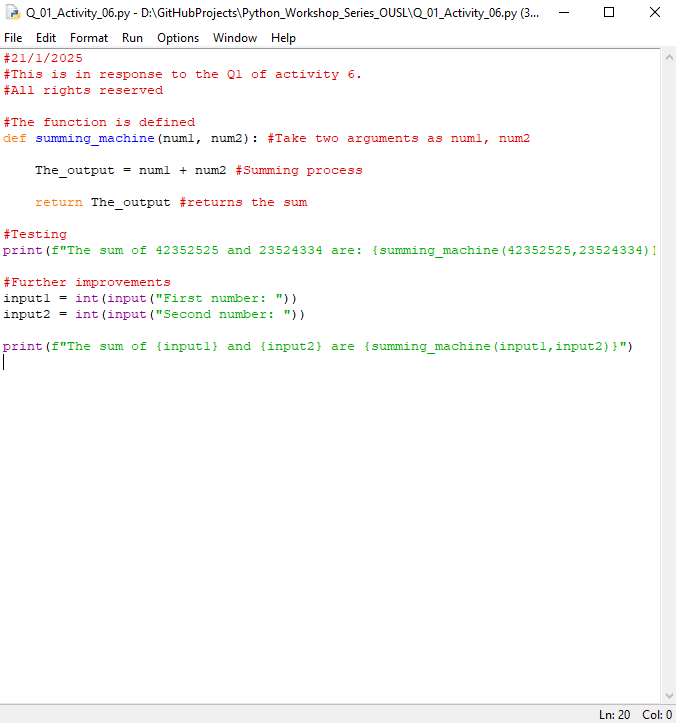 Q_01_Activity_06.py - D:\GitHubProjects\Python_Workshop_Series_OUSL\Q_01_Activity_06.py (3...
File Edit Format Run Options Window Help
#21/1/2025
#This is in response to the Q1 of activity 6.
#All rights reserved
#The function is defined
def summing_machine(num1, num2): #Take two arguments as num1, num2
    The_output = num1 + num2 #Summing process
    return The_output #returns the sum
#Testing
print(f"The sum of 42352525 and 23524334 are: {summing_machine(42352525,23524334)}
#Further improvements
input1 = int(input("First number: "))
input2 = int(input("Second number: "))
print(f"The sum of {input1} and {input2} are {summing_machine(input1,input2)}")
Ln: 20 Col: 0